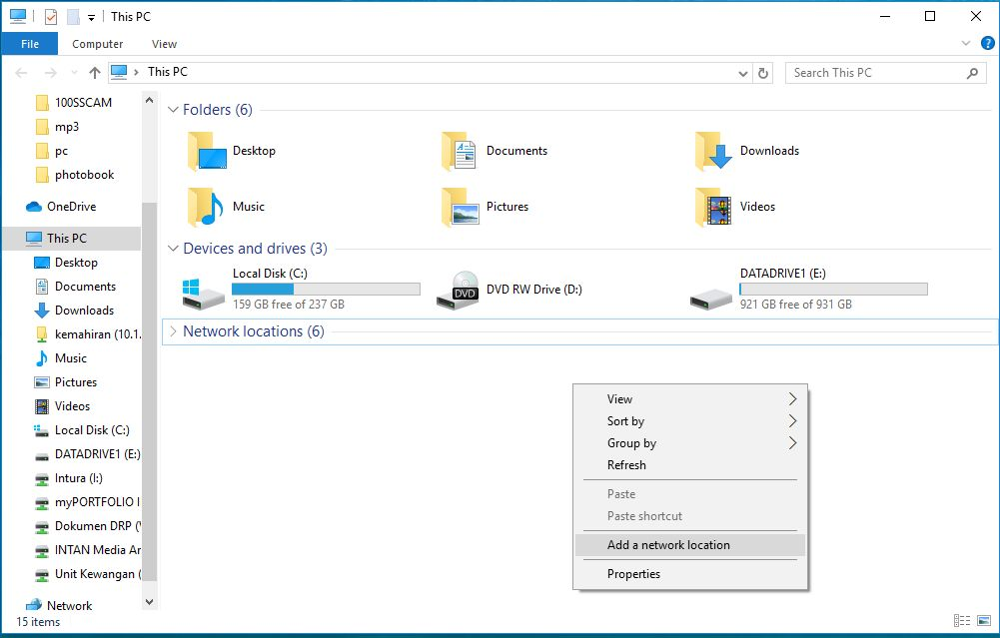 This PC
File Computer View
This PC
Search This PC
100SSCAM
mp3
pc
photobook
OneDrive
This PC
Desktop
Documents
Downloads
kemahiran (10.1.
Music
Pictures
Videos
Local Disk (C:)
DATADRIVE1 (E:)
Intura (I:)
myPORTFOLIO I
Dokumen DRP (V
INTAN Media Ar
Unit Kewangan (
Network
Folders (6)
Desktop Documents Downloads
Music Pictures Videos
Devices and drives (3)
Local Disk (C:)
159 GB free of 237 GB
DVD
DVD RW Drive (D:)
DATADRIVE1 (E:)
921 GB free of 931 GB
Network locations (6)
View
Sort by
Group by
Refresh
Paste
Paste shortcut
Add a network location
Properties
15 items